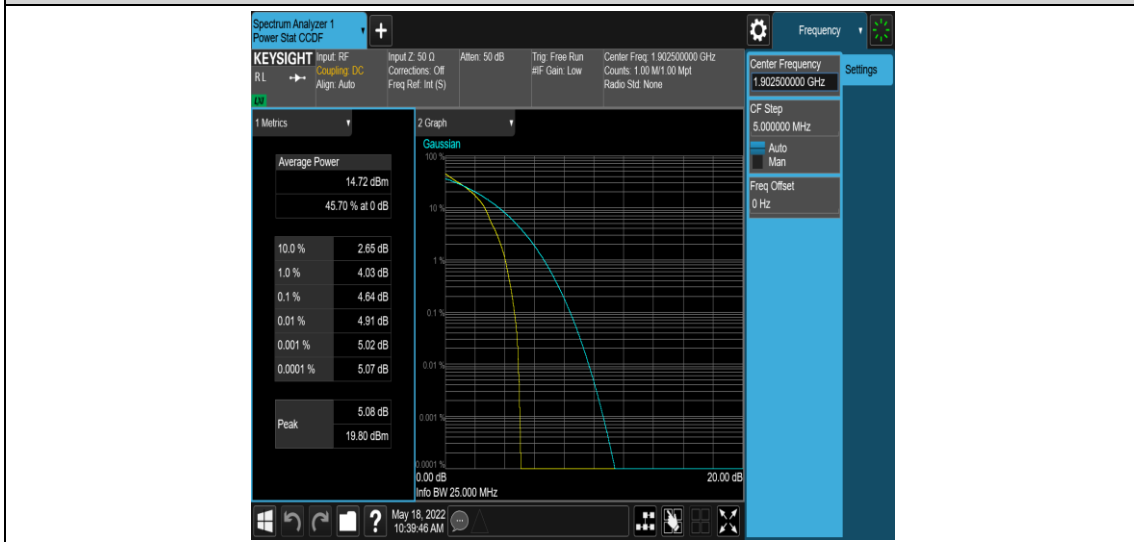 Spectrum Analyzer 1
Power Stat CCDF
+
Frequency
KEYSIGHT
RL
LXI
Input: RF
Coupling: DC
Align: Auto
Input Z: 50 Ω
Corrections: Off
Freq Ref: Int (S)
Atten: 50 dB
Trig: Free Run
#IF Gain: Low
Center Freq: 1.902500000 GHz
Counts: 1.00 M/1.00 Mpt
Radio Std: None
Center Frequency
1.902500000 GHz
Settings
CF Step
5.000000 MHz
Auto
Man
Freq Offset
0 Hz
1 Metrics
Average Power
14.72 dBm
45.70 % at 0 dB
10.0 % 2.65 dB
1.0 % 4.03 dB
0.1 % 4.64 dB
0.01 % 4.91 dB
0.001 % 5.02 dB
0.0001 % 5.07 dB
Peak
5.08 dB
19.80 dBm
2 Graph
Gaussian
100 %
10 %
1 %
0.1 %
0.01 %
0.001 %
0.0001 %
0.00 dB 20.00 dB
Info BW 25.000 MHz
?
May 18, 2022
10:39:46 AM